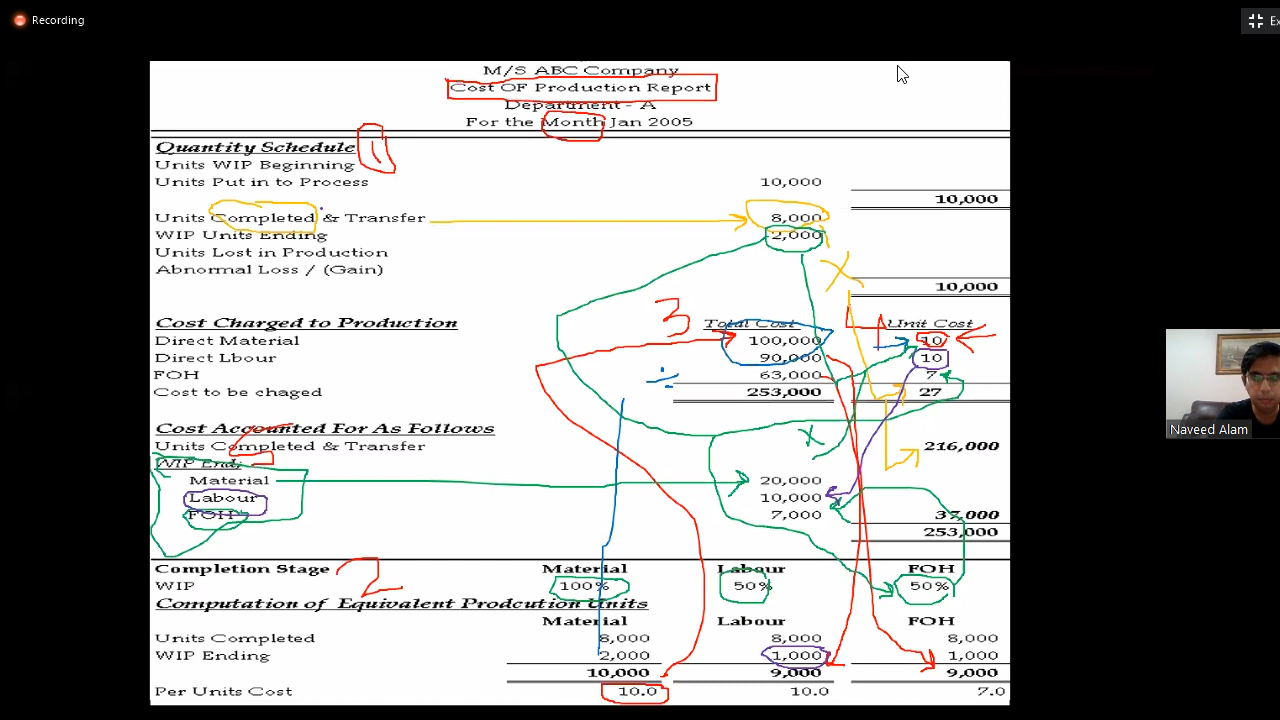 Recording
Ex
M/S ABC Company
Cost OF Production Report
Department - A
For the Month Jan 2005
Quantity Schedule 1
Units WIP Beginning
Units Put in to Process 10,000
10,000
Units Completed & Transfer 8,000
WIP Units Ending 2,000
Units Lost in Production
Abnormal Loss / (Gain)
10,000
3
Cost Charged to Production Total Cost Unit Cost
Direct Material 100,000 10
Direct Lbour 90,000 10
FOH 63,000 7
÷
Cost to be chaged 253,000 27
Cost Accounted For As Follows
Units Completed & Transfer 216,000
WIP End;
Material 20,000
Labour 10,000
FOH 7,000 37,000
253,000
Completion Stage 2 Material Labour FOH
WIP 100% 50% 50%
Computation of Equivalent Prodcution Units
Material Labour FOH
Units Completed 8,000 8,000 8,000
WIP Ending 2,000 1,000 1,000
10,000 9,000 9,000
Per Units Cost 10.0 10.0 7.0
Naveed Alam